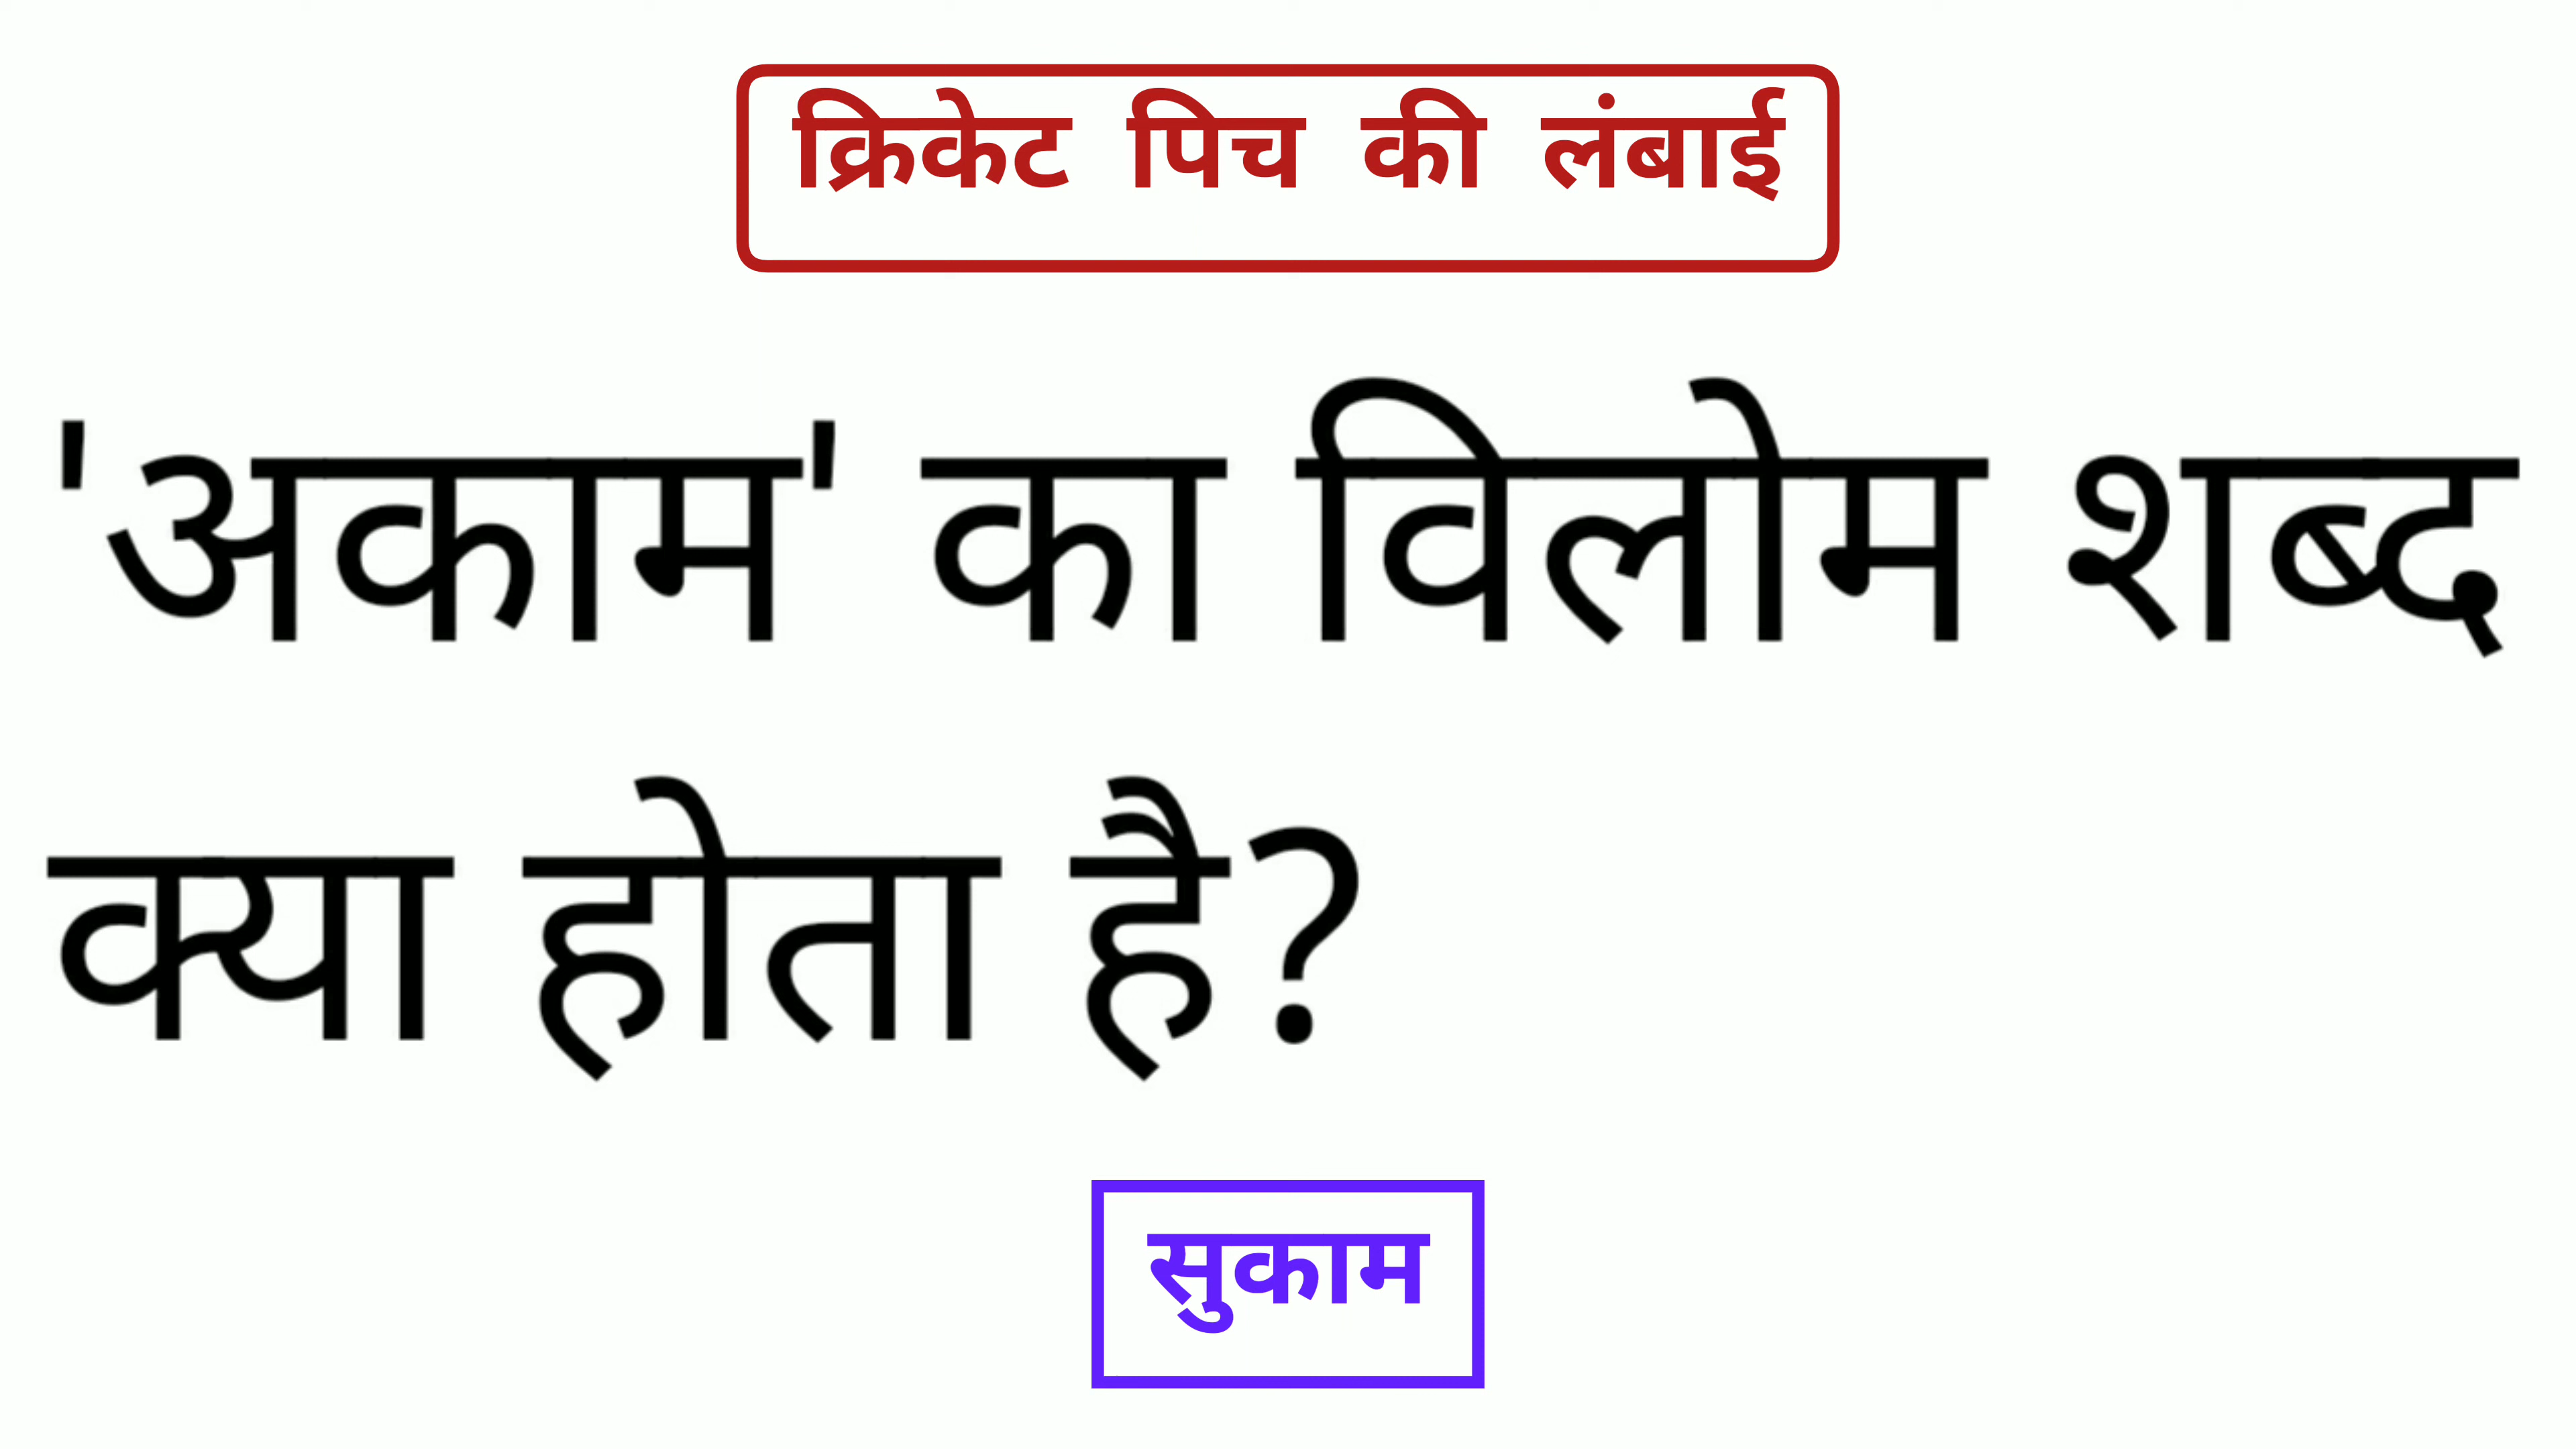 क्रिकेट पिच की लंबाई
'अकाम' का विलोम शब्द
क्या होता है?
सुकाम